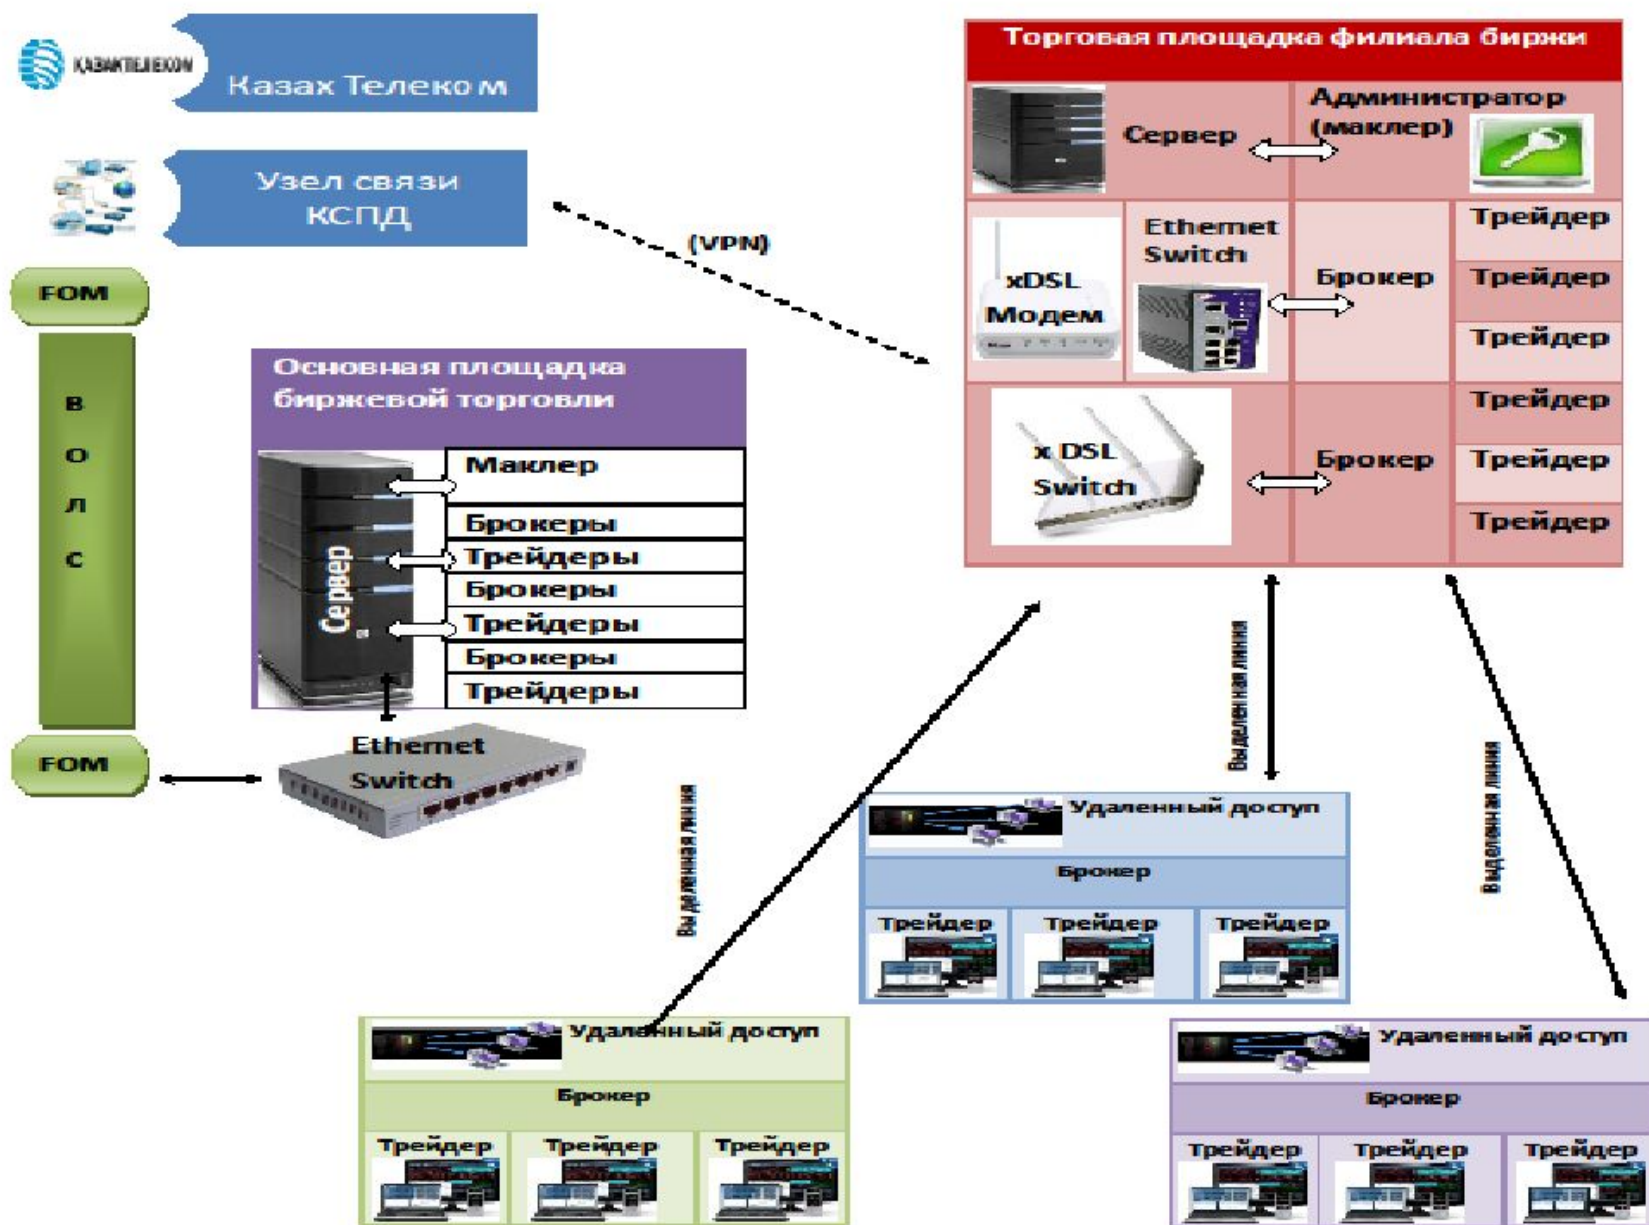 ҚАЗАҚТЕЛЕКОМ
Казах Телеком
Узел связи
КСПД
FOM
В
О
Л
С
FOM
(VPN)
Основная площадка
биржевой торговли
Сервер
Маклер
Брокеры
Трейдеры
Брокеры
Трейдеры
Брокеры
Трейдеры
Ethernet
Switch
Торговая площадка филиала биржи
Сервер
Администратор
(маклер)
xDSL
Модем
Ethernet
Switch
Брокер
Трейдер
Трейдер
Трейдер
x DSL
Switch
Брокер
Трейдер
Трейдер
Трейдер
Выделенная линия
Выделенная линия
Выделенная линия
Удаленный доступ
Брокер
Трейдер
Трейдер
Трейдер
Удаленный доступ
Брокер
Трейдер
Трейдер
Трейдер
Удаленный доступ
Брокер
Трейдер
Трейдер
Трейдер